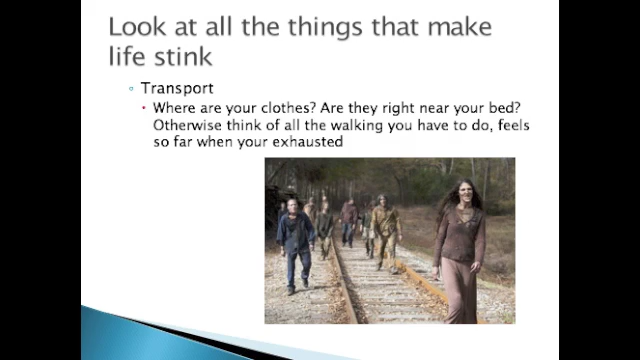 Look at all the things that make
life stink
Transport
Where are your clothes? Are they right near your bed?
Otherwise think of all the walking you have to do, feels
so far when your exhausted